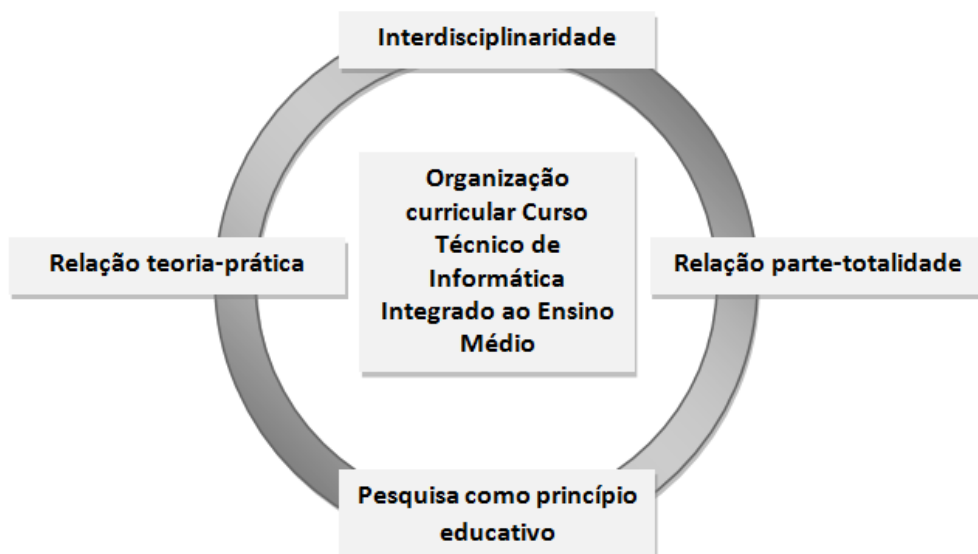 Interdisciplinaridade
Organização
curricular Curso
Técnico de
Informática
Integrado ao Ensino
Médio
Relação teoria-prática
Relação parte-totalidade
Pesquisa como princípio
educativo